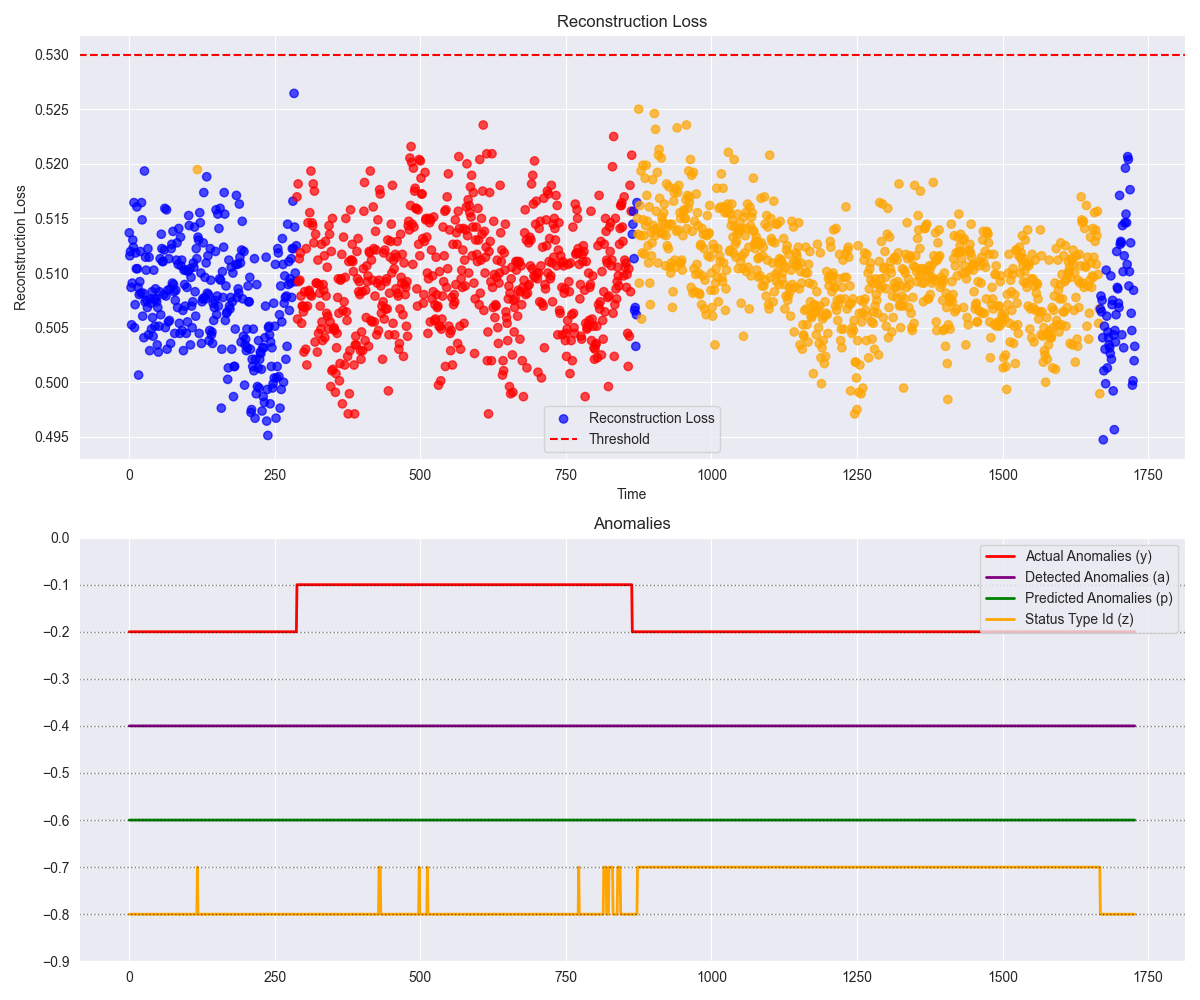 Reconstruction Loss
Reconstruction Loss
0.530
0.525
0.520
0.515
0.510
0.505
0.500
0.495
Reconstruction Loss
Threshold
0 250 500 750 1000 1250 1500 1750
Time
Anomalies
0.0
−0.1
−0.2
−0.3
−0.4
−0.5
−0.6
−0.7
−0.8
−0.9
Actual Anomalies (y)
Detected Anomalies (a)
Predicted Anomalies (p)
Status Type Id (z)
0 250 500 750 1000 1250 1500 1750